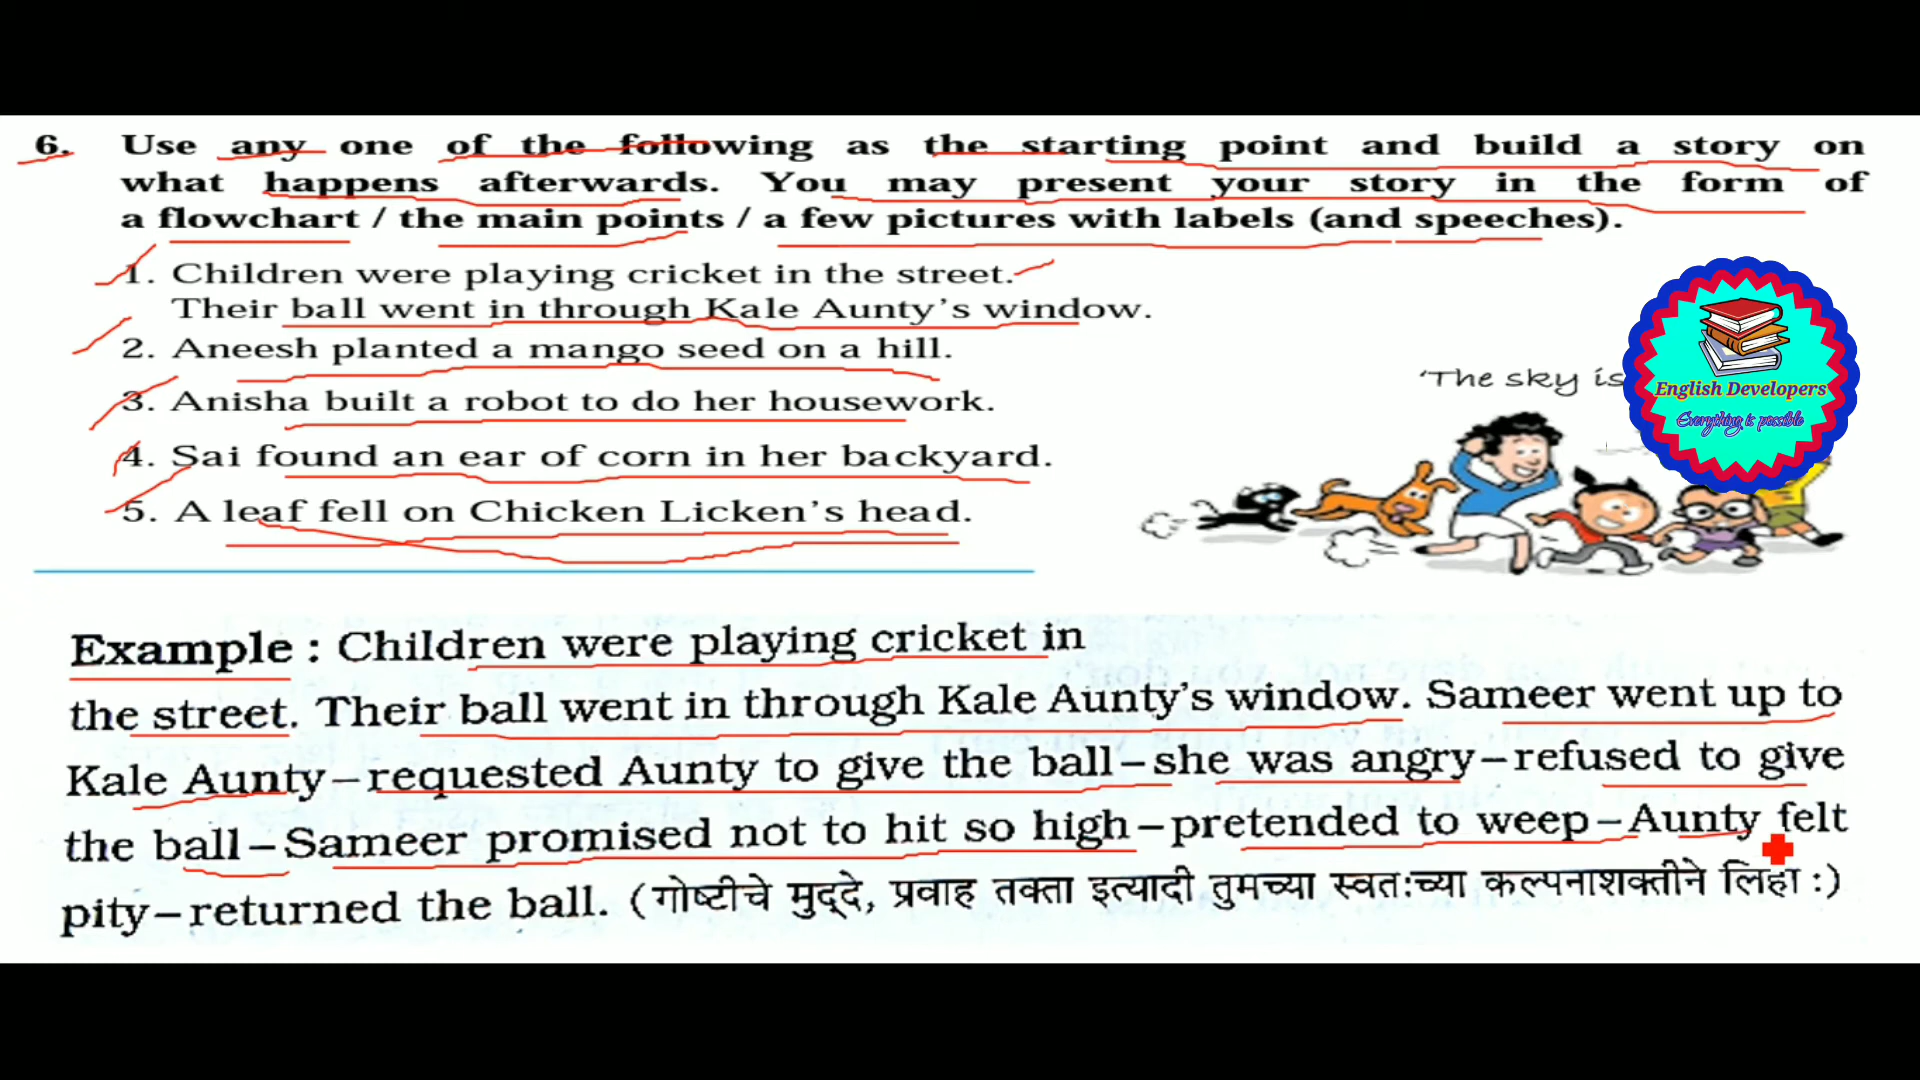 6. Use any one of the following as the starting point and build a story on
what happens afterwards. You may present your story in the form of
a flowchart / the main points / a few pictures with labels (and speeches).
1. Children were playing cricket in the street.
Their ball went in through Kale Aunty's window.
2. Aneesh planted a mango seed on a hill.
3. Anisha built a robot to do her housework.
4. Sai found an ear of corn in her backyard.
5. A leaf fell on Chicken Licken's head.
'The sky is
English Developers
Everything is possible
Example : Children were playing cricket in
the street. Their ball went in through Kale Aunty's window. Sameer went up to
Kale Aunty–requested Aunty to give the ball–she was angry–refused to give
the ball–Sameer promised not to hit so high–pretended to weep–Aunty felt
pity–returned the ball. (गोष्टीचे मुद्दे, प्रवाह तक्ता इत्यादी तुमच्या स्वतःच्या कल्पनाशक्तीने लिहा :)